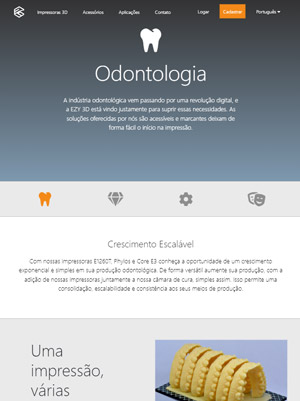 Impressoras 3D Acessórios Aplicações Contato Logar Cadastrar Português
Odontologia
A indústria odontológica vem passando por uma revolução digital, e
a EZY 3D está vindo justamente para suprir essas necessidades. As
soluções oferecidas por nós são acessíveis e marcantes deixam de
forma fácil o início na impressão.
Crescimento Escalável
Com nossas Impressoras E1260T, Phylos e Core E3 conheça a oportunidade de um crescimento
exponencial e simples em sua produção odontológica. De forma versátil aumente sua produção, com a
adição de nossas impressoras juntamente a nossa câmara de cura, simples assim. Isso permite uma
consolidação, escalabilidade e consistência aos seus meios de produção.
Uma
impressão,
várias